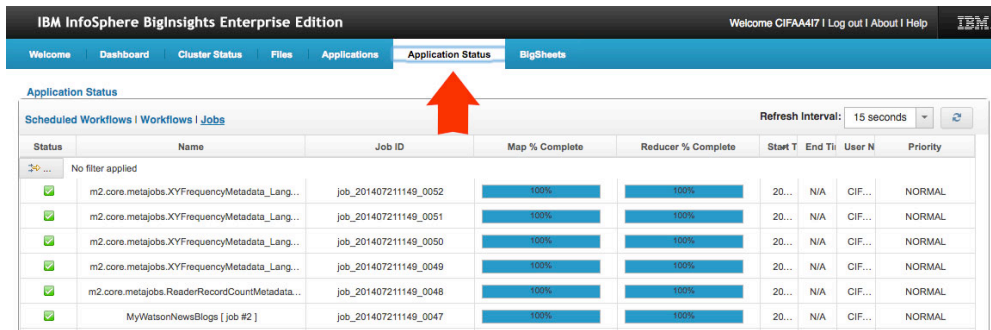 IBM InfoSphere BigInsights Enterprise Edition Welcome CIFAA4I7 | Log out | About | Help IBM
Welcome Dashboard Cluster Status Files Applications Application Status BigSheets
Application Status
Scheduled Workflows | Workflows | Jobs Refresh Interval: 15 seconds
Status Name Job ID Map % Complete Reducer % Complete Start T End Ti User N Priority
... No filter applied
m2.core.metajobs.XYFrequencyMetadata_Lang... job_201407211149_0052 100% 100% 20... N/A CIF... NORMAL
m2.core.metajobs.XYFrequencyMetadata_Lang... job_201407211149_0051 100% 100% 20... N/A CIF... NORMAL
m2.core.metajobs.XYFrequencyMetadata_Lang... job_201407211149_0050 100% 100% 20... N/A CIF... NORMAL
m2.core.metajobs.XYFrequencyMetadata_Lang... job_201407211149_0049 100% 100% 20... N/A CIF... NORMAL
m2.core.metajobs.ReaderRecordCountMetadata... job_201407211149_0048 100% 100% 20... N/A CIF... NORMAL
MyWatsonNewsBlogs [ job #2 ] job_201407211149_0047 100% 100% 20... N/A CIF... NORMAL